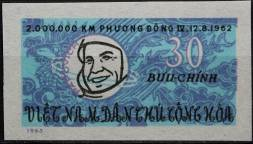 2.000.000 KM PHƯƠNG ĐÔNG IV.12.8.1962
30
BƯU-CHÍNH
VIỆT NAM DÂN CHỦ CỘNG HÒA